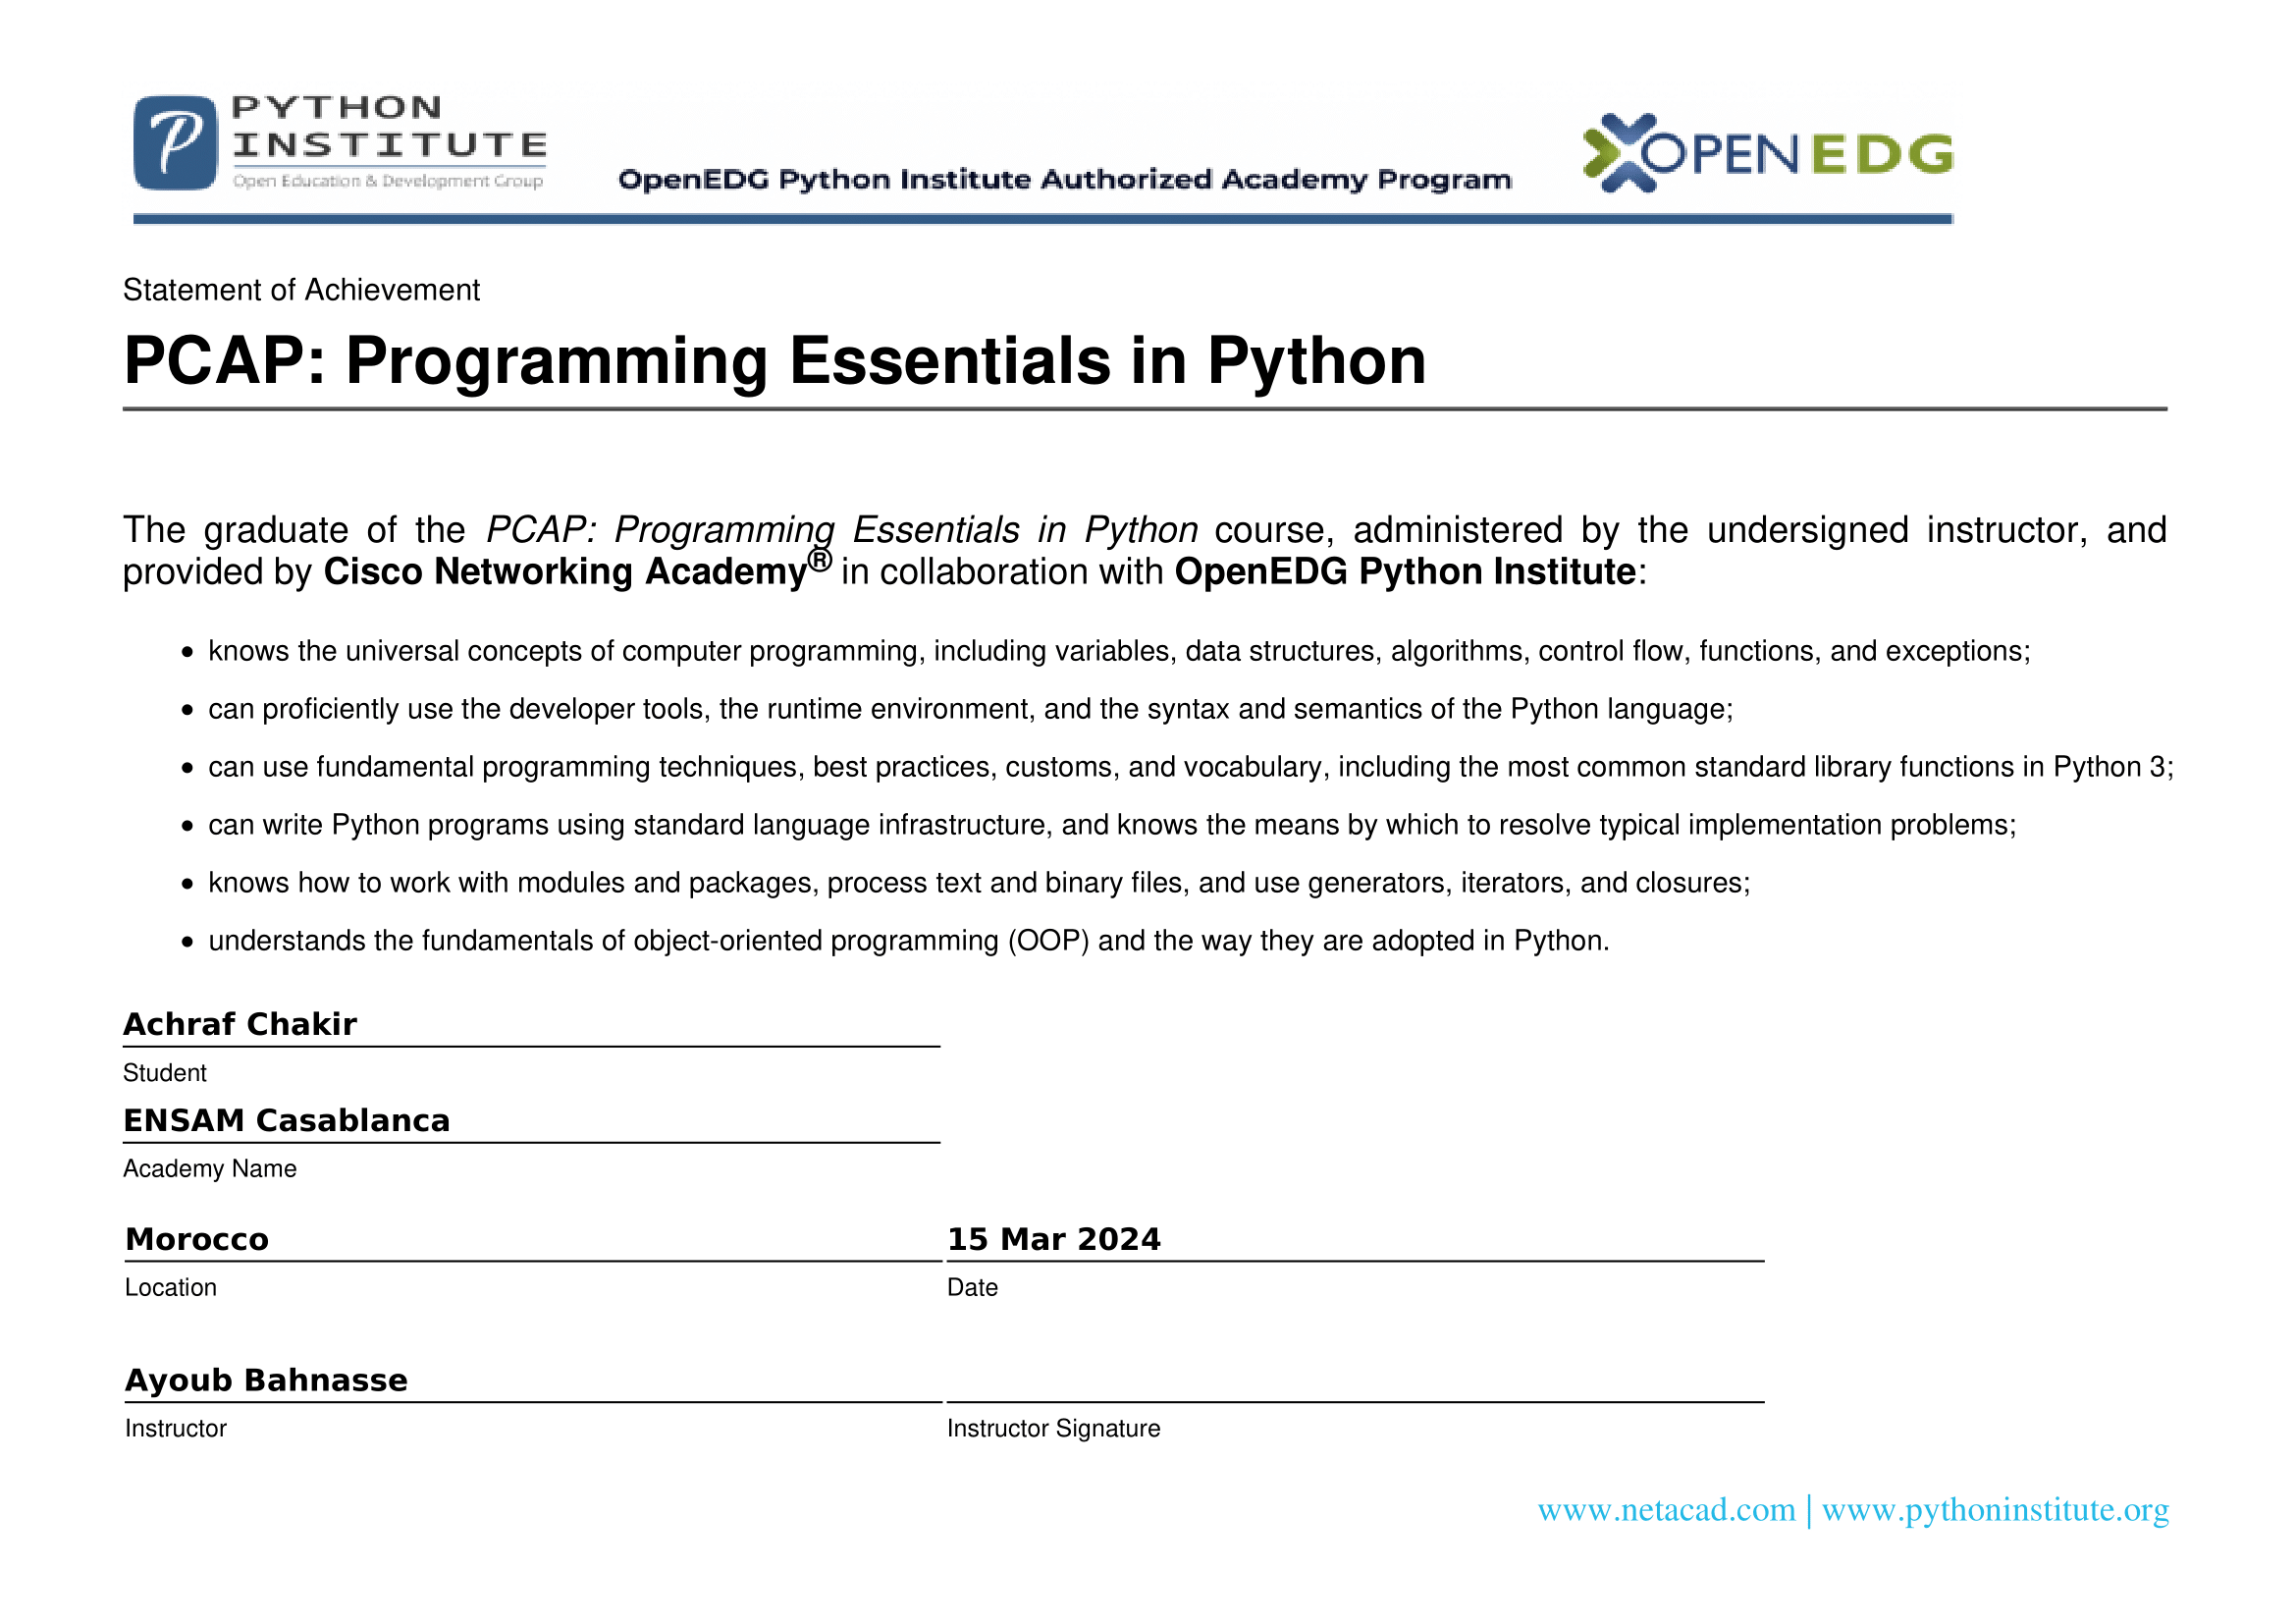 PYTHON
INSTITUTE
Open Education & Development Group
OpenEDG Python Institute Authorized Academy Program
OPENEDG
Statement of Achievement
PCAP: Programming Essentials in Python
The graduate of the PCAP: Programming Essentials in Python course, administered by the undersigned instructor, and
provided by Cisco Networking Academy® in collaboration with OpenEDG Python Institute:
• knows the universal concepts of computer programming, including variables, data structures, algorithms, control flow, functions, and exceptions;
• can proficiently use the developer tools, the runtime environment, and the syntax and semantics of the Python language;
• can use fundamental programming techniques, best practices, customs, and vocabulary, including the most common standard library functions in Python 3;
• can write Python programs using standard language infrastructure, and knows the means by which to resolve typical implementation problems;
• knows how to work with modules and packages, process text and binary files, and use generators, iterators, and closures;
• understands the fundamentals of object-oriented programming (OOP) and the way they are adopted in Python.
Achraf Chakir
Student
ENSAM Casablanca
Academy Name
Morocco
Location
15 Mar 2024
Date
Ayoub Bahnasse
Instructor
Instructor Signature
www.netacad.com | www.pythoninstitute.org